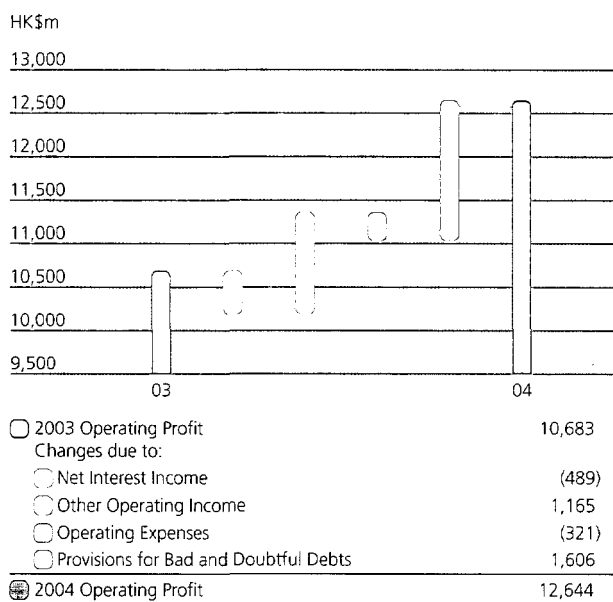 HK$m
13,000
12,500
12,000
11,500
11,000
10,500
10,000
9,500
03 04
2003 Operating Profit 10,683
Changes due to:
Net Interest Income (489)
Other Operating Income 1,165
Operating Expenses (321)
Provisions for Bad and Doubtful Debts 1,606
2004 Operating Profit 12,644